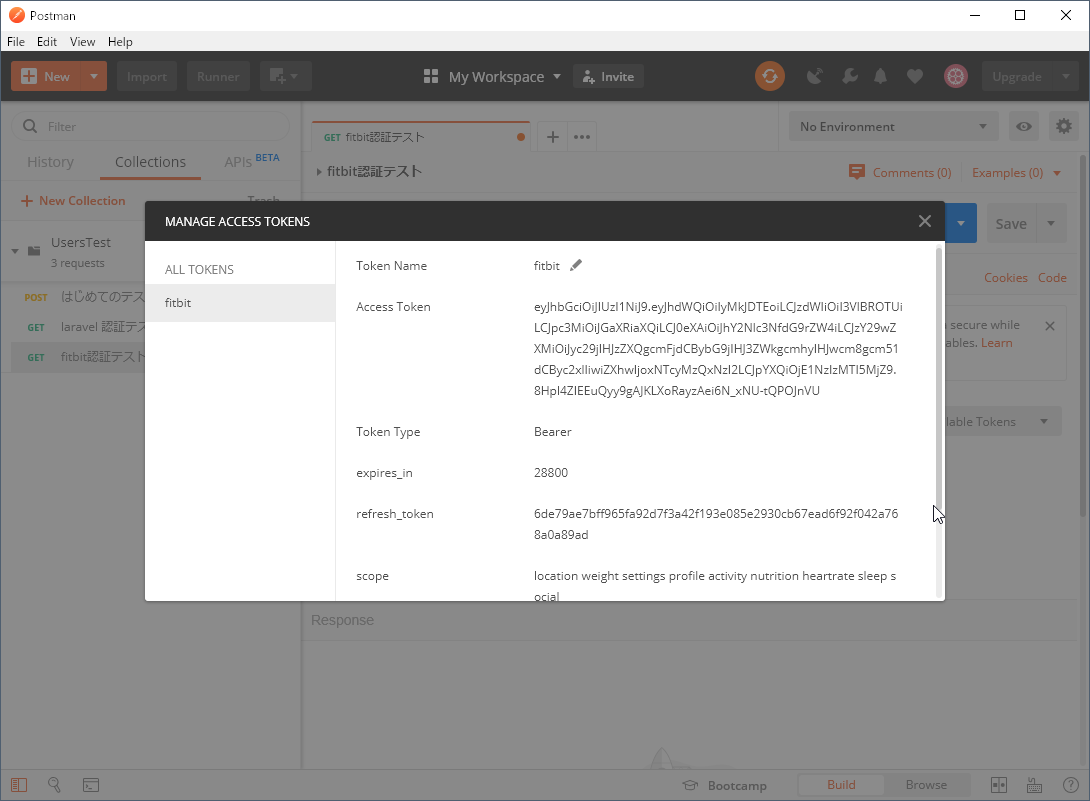 Postman
File Edit View Help
New
Import
Runner
My Workspace
Invite
Upgrade
Filter
History
Collections
APIs BETA
New Collection
Trash
UsersTest
3 requests
POST はじめてのテス
GET laravel 認証テス
GET fitbit認証テスト
GET fitbit認証テスト
No Environment
fitbit認証テスト
Comments (0)
Examples (0)
Save
Cookies Code
secure while
ables. Learn
lable Tokens
MANAGE ACCESS TOKENS
ALL TOKENS
fitbit
Token Name fitbit
Access Token
Token Type Bearer
expires_in 28800
refresh_token 6de79ae7bff965fa92d7f3a42f193e085e2930cb67ead6f92f042a76
8a0a89ad
scope location weight settings profile activity nutrition heartrate sleep s
ocial
Response
Bootcamp
Build
Browse